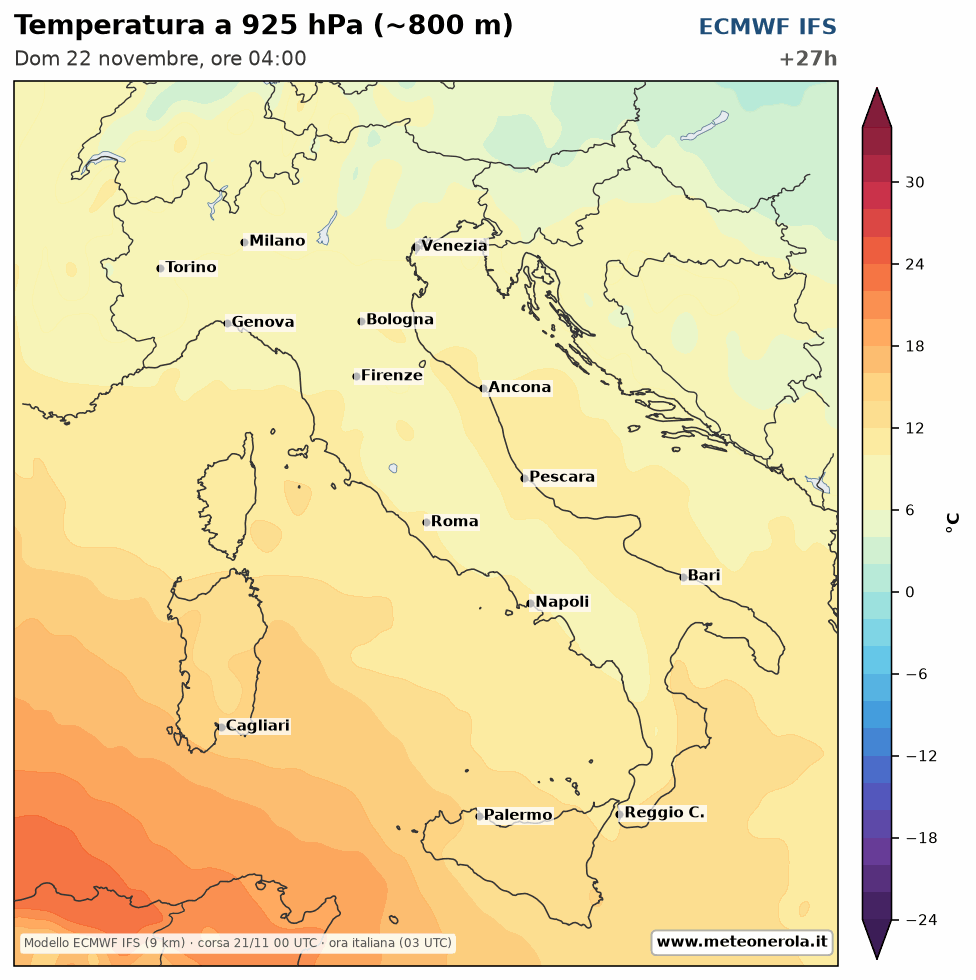 Temperatura a 925 hPa (~800 m)
ECMWF IFS
Dom 22 novembre, ore 04:00
+27h
Milano
Venezia
Torino
Genova
Bologna
Firenze
Ancona
Pescara
Roma
Bari
Napoli
Cagliari
Palermo
Reggio C.
30
24
18
12
6
0
−6
−12
−18
−24
°C
Modello ECMWF IFS (9 km) · corsa 21/11 00 UTC · ora italiana (03 UTC)
www.meteonerola.it